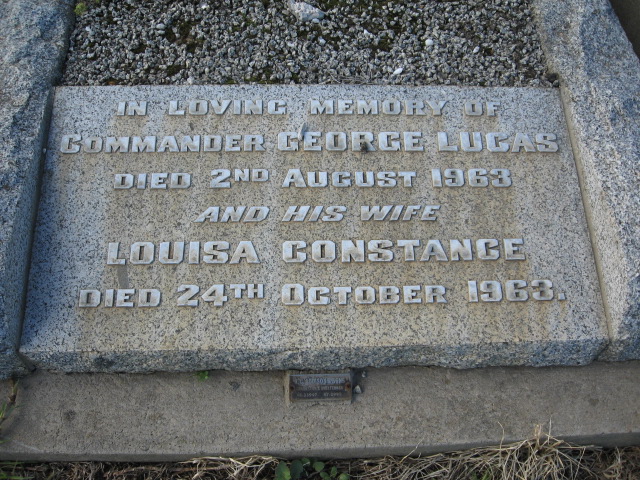 IN LOVING MEMORY OF
COMMANDER GEORGE LUCAS
DIED 2ND AUGUST 1963
AND HIS WIFE
LOUISA CONSTANCE
DIED 24TH OCTOBER 1963.